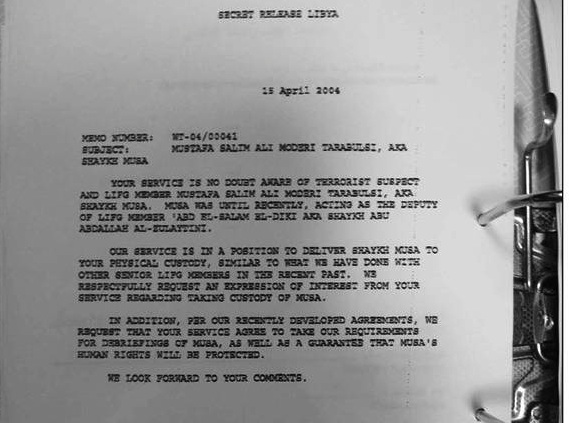 SECRET RELEASE LIBYA
15 April 2004
MEMO NUMBER: WT-04/00041
SUBJECT: MUSTAFA SALIM ALI MODERI TARABULSI, AKA
SHAYKH MUSA
YOUR SERVICE IS NO DOUBT AWARE OF TERRORIST SUSPECT
AND LIFG MEMBER MUSTAFA SALIM ALI MODERI TARABULSI, AKA
SHAYKH MUSA. MUSA WAS UNTIL RECENTLY, ACTING AS THE DEPUTY
OF LIFG MEMBER 'ABD EL-SALAM EL-DIKI AKA SHAYKH ABU
ABDALLAH AL-ZULAYTINI.
OUR SERVICE IS IN A POSITION TO DELIVER SHAYKH MUSA TO
YOUR PHYSICAL CUSTODY, SIMILAR TO WHAT WE HAVE DONE WITH
OTHER SENIOR LIFG MEMBERS IN THE RECENT PAST. WE
RESPECTFULLY REQUEST AN EXPRESSION OF INTEREST FROM YOUR
SERVICE REGARDING TAKING CUSTODY OF MUSA.
IN ADDITION, PER OUR RECENTLY DEVELOPED AGREEMENTS, WE
REQUEST THAT YOUR SERVICE AGREE TO TAKE OUR REQUIREMENTS
FOR DEBRIEFINGS OF MUSA, AS WELL AS A GUARANTEE THAT MUSA'S
HUMAN RIGHTS WILL BE PROTECTED.
WE LOOK FORWARD TO YOUR COMMENTS.